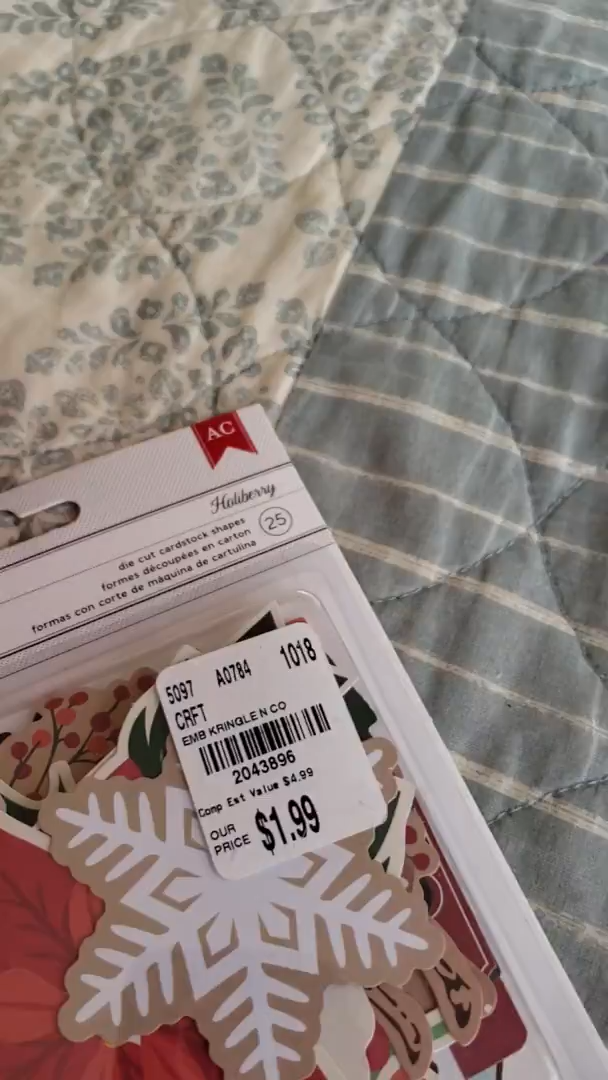 AC
Holiberry
25
die cut cardstock shapes
formes découpées en carton
formas con corte de màquina de cartulina
5097 A0784 1018
CRFT
EMB KRINGLE N CO
2043896
Comp Est Value $4.99
OUR PRICE $1.99